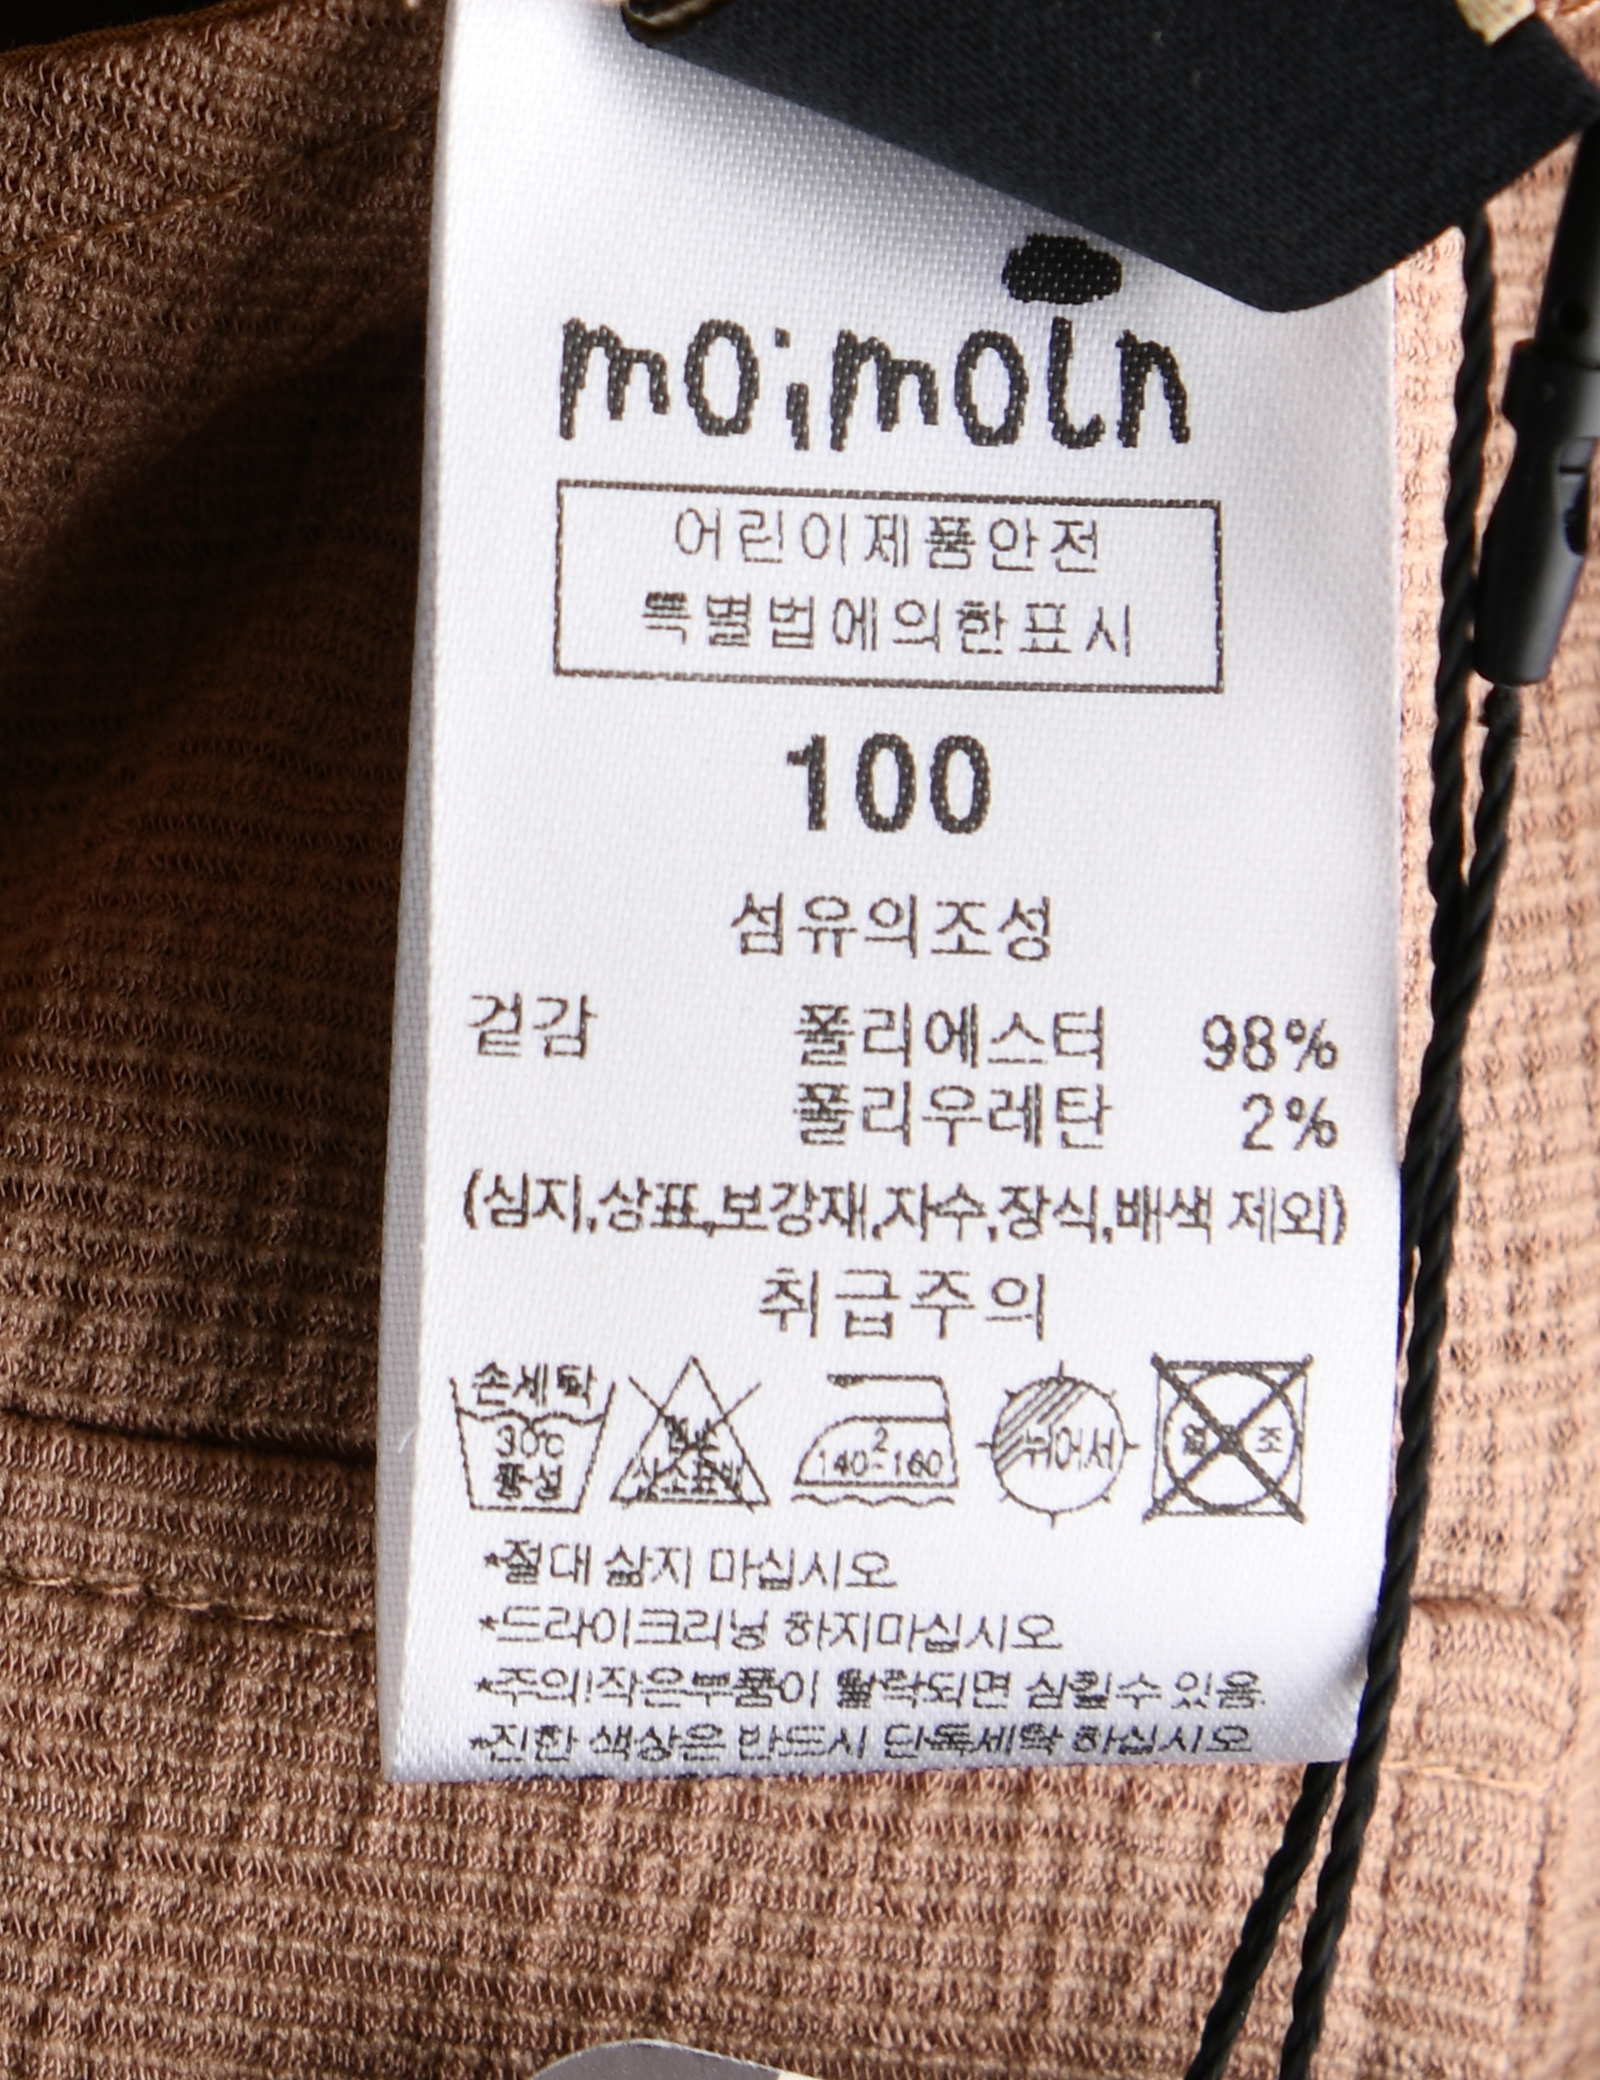 moimoln
어린이제품안전
특별법에의한표시
100
섬유의조성
겉감 폴리에스터 98%
폴리우레탄 2%
(심지,상표,보강재,자수,장식,배색 제외)
취급주의
손세탁
30℃
중성
2
140~160
뉘어서
*절대 삶지 마십시오
*드라이크리닝 하지마십시오
*주의!작은부품이 탈락되면 삼킬수 있음.
*진한 색상은 반드시 단독세탁 하십시오